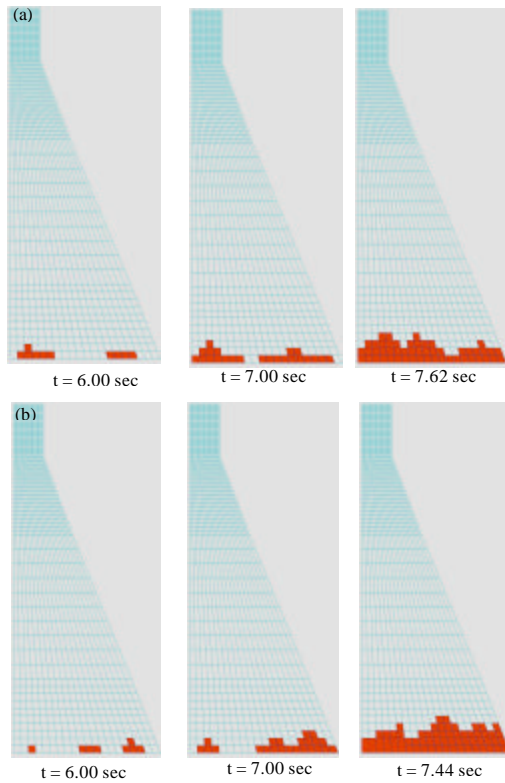 (a)
t = 6.00 sec
t = 7.00 sec
t = 7.62 sec
(b)
t = 6.00 sec
t = 7.00 sec
t = 7.44 sec